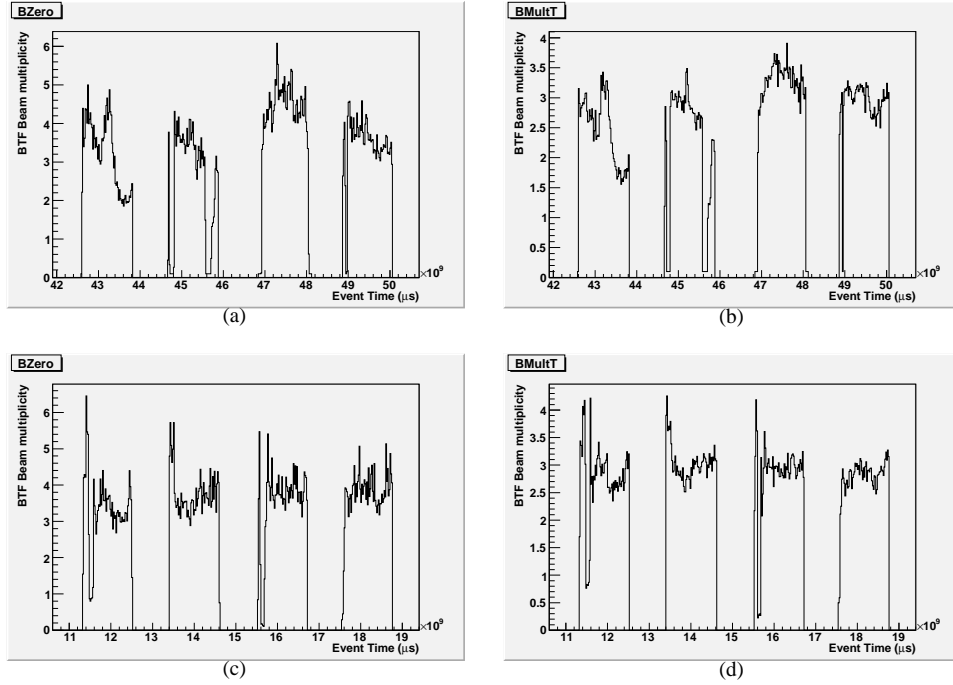 BZero
BTF Beam multiplicity
6
5
4
3
2
1
0
42 43 44 45 46 47 48 49 50
×10⁹
Event Time (μs)
(a)
BMultT
BTF Beam multiplicity
4
3.5
3
2.5
2
1.5
1
0.5
0
42 43 44 45 46 47 48 49 50
×10⁹
Event Time (μs)
(b)
BZero
BTF Beam multiplicity
6
5
4
3
2
1
0
11 12 13 14 15 16 17 18 19
×10⁹
Event Time (μs)
(c)
BMultT
BTF Beam multiplicity
4
3.5
3
2.5
2
1.5
1
0.5
0
11 12 13 14 15 16 17 18 19
×10⁹
Event Time (μs)
(d)